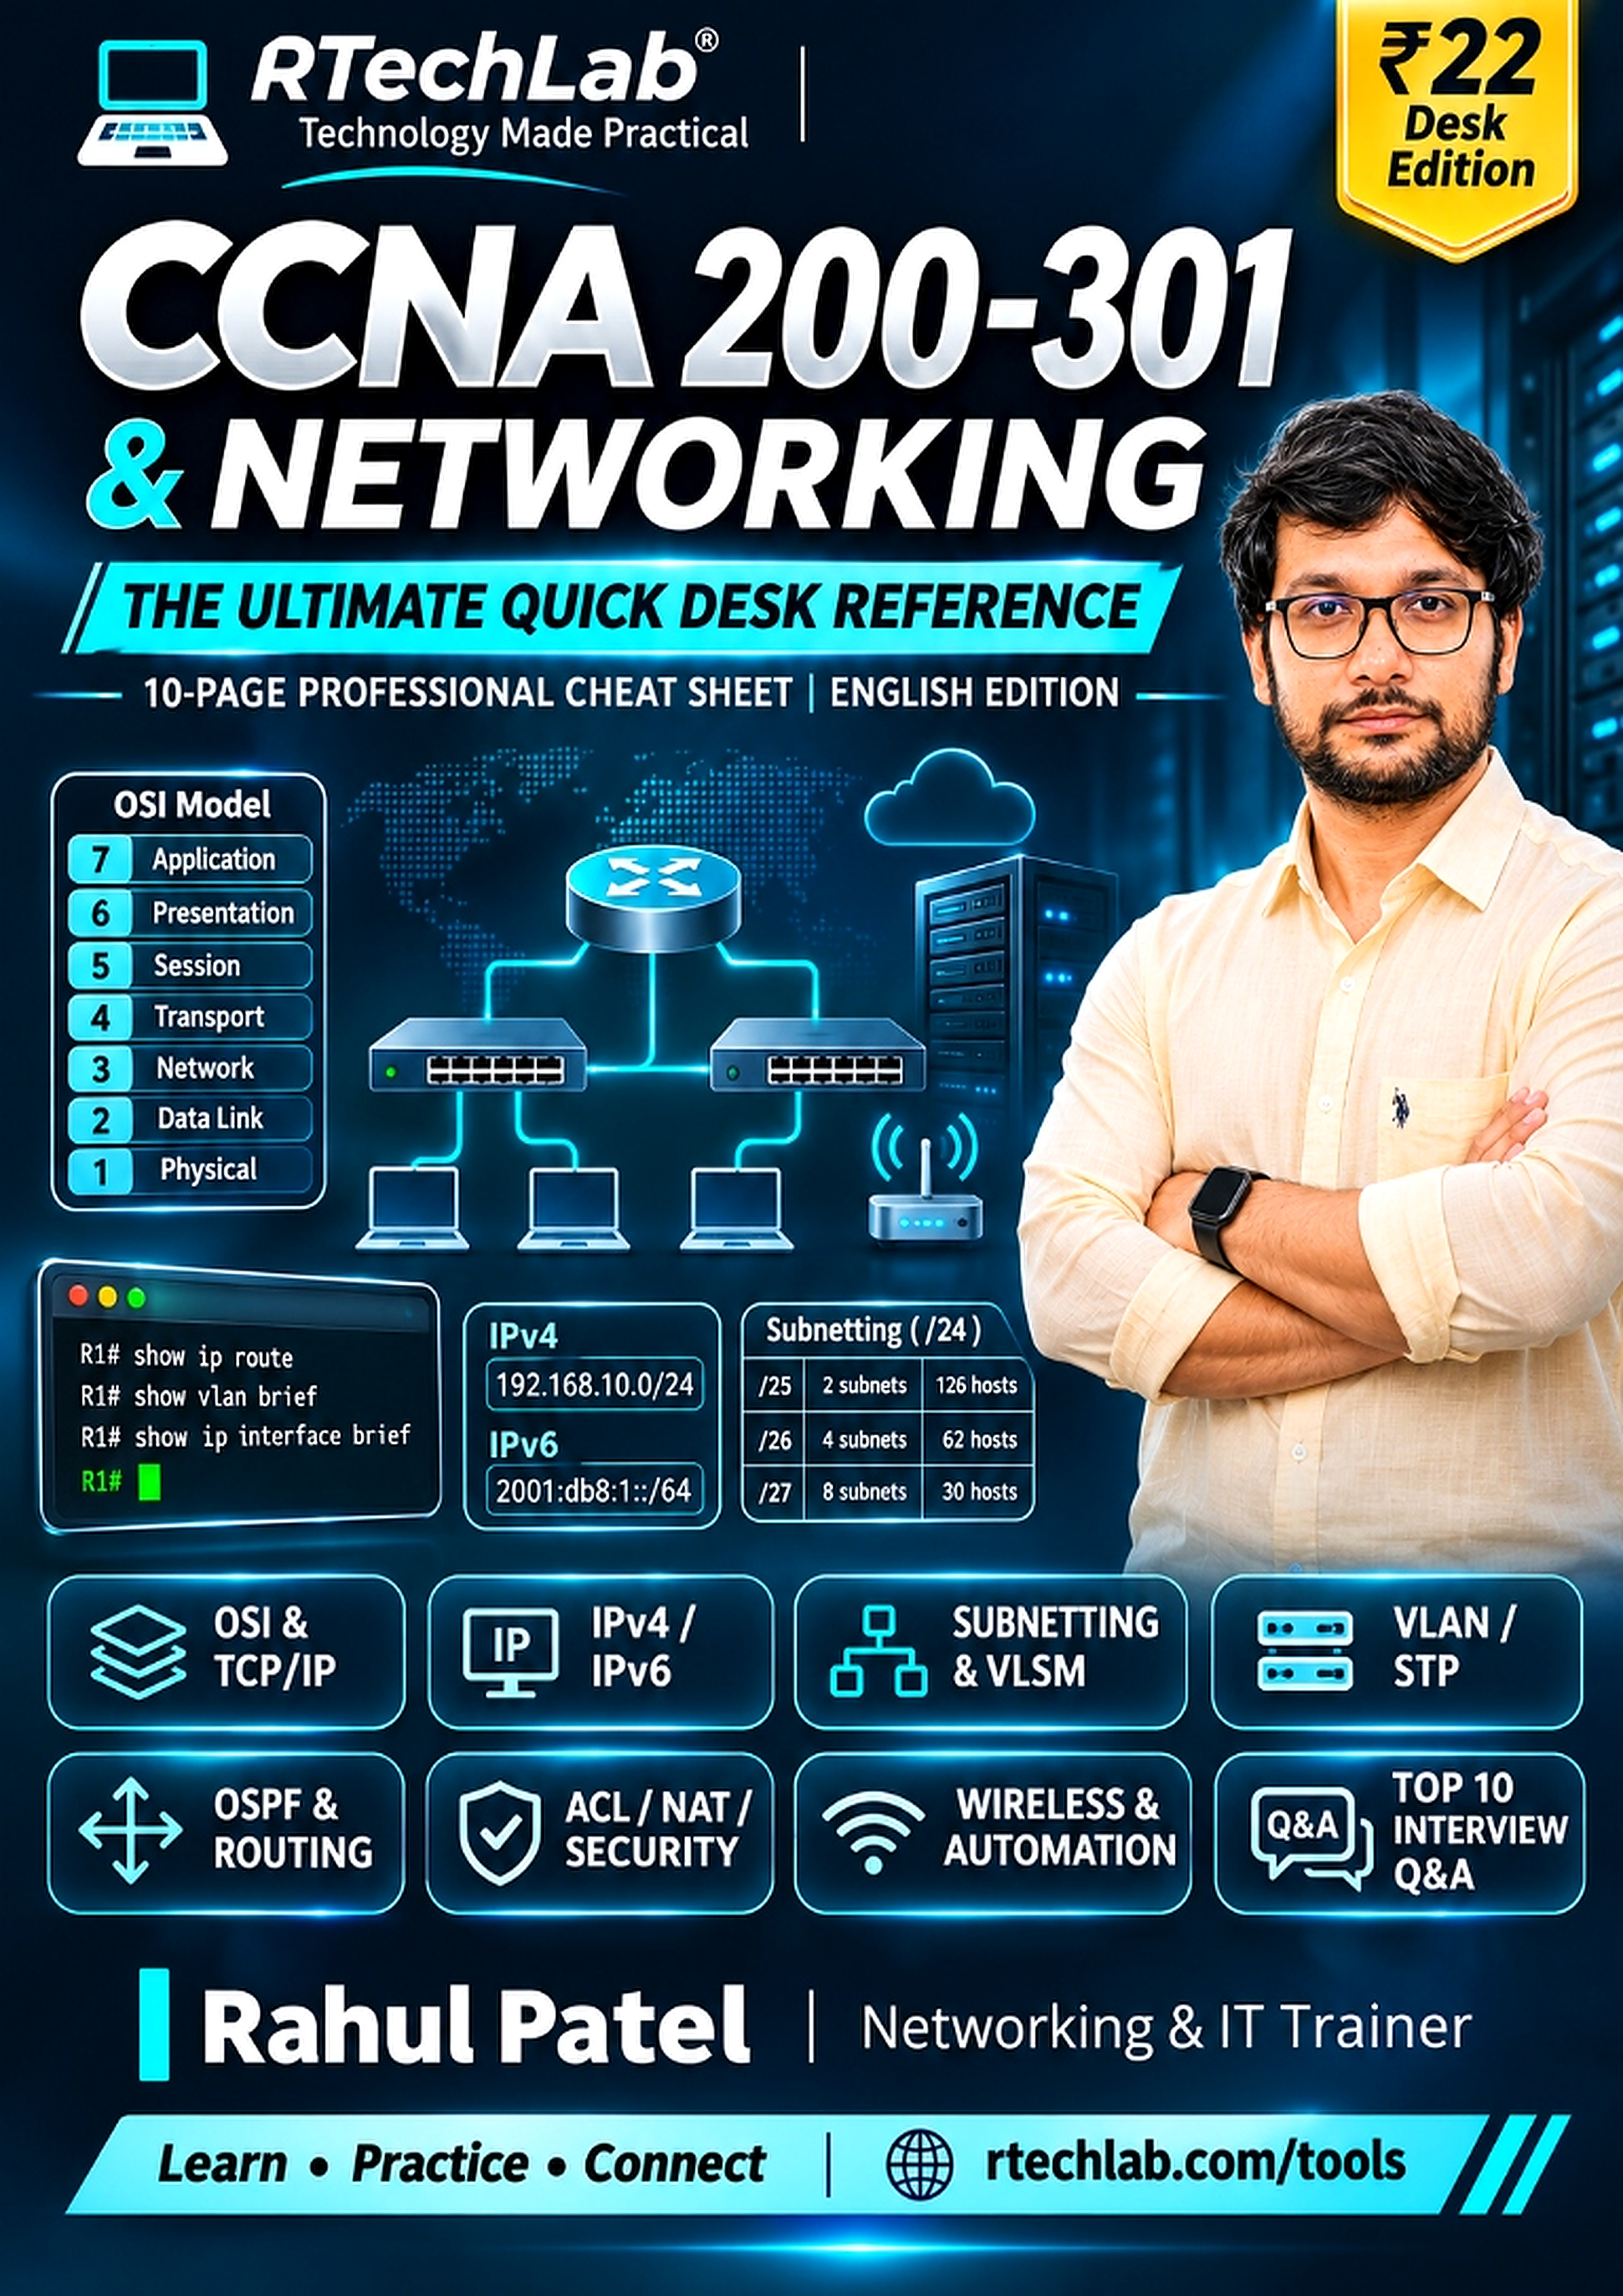 RTechLab®
Technology Made Practical
₹22
Desk
Edition
CCNA 200-301
& NETWORKING
THE ULTIMATE QUICK DESK REFERENCE
10-PAGE PROFESSIONAL CHEAT SHEET | ENGLISH EDITION
OSI Model
7 Application
6 Presentation
5 Session
4 Transport
3 Network
2 Data Link
1 Physical
R1# show ip route
R1# show vlan brief
R1# show ip interface brief
R1#
IPv4
192.168.10.0/24
IPv6
2001:db8:1::/64
Subnetting ( /24 )
/25 2 subnets 126 hosts
/26 4 subnets 62 hosts
/27 8 subnets 30 hosts
OSI &
TCP/IP
IP
IPv4 /
IPv6
SUBNETTING
& VLSM
VLAN /
STP
OSPF &
ROUTING
ACL / NAT /
SECURITY
WIRELESS &
AUTOMATION
Q&A
TOP 10
INTERVIEW
Q&A
Rahul Patel | Networking & IT Trainer
Learn • Practice • Connect | rtechlab.com/tools